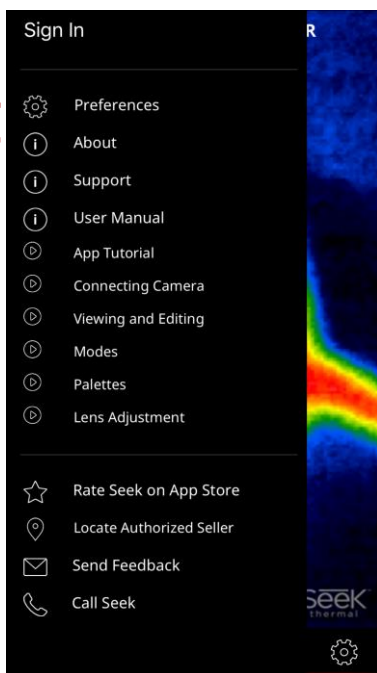 Sign In
R
Preferences
About
Support
User Manual
App Tutorial
Connecting Camera
Viewing and Editing
Modes
Palettes
Lens Adjustment
Rate Seek on App Store
Locate Authorized Seller
Send Feedback
Call Seek
Seek
thermal